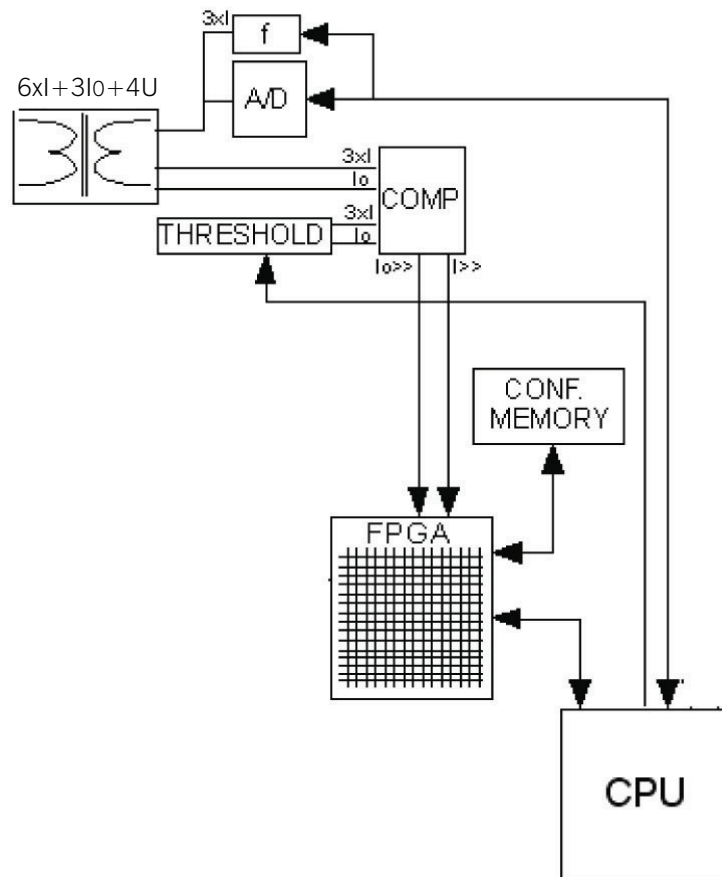 3xI
f
6xI+3I0+4U
A/D
3xI
Io
COMP
3xI
THRESHOLD
Io
Io>>
I>>
CONF.
MEMORY
FPGA
CPU